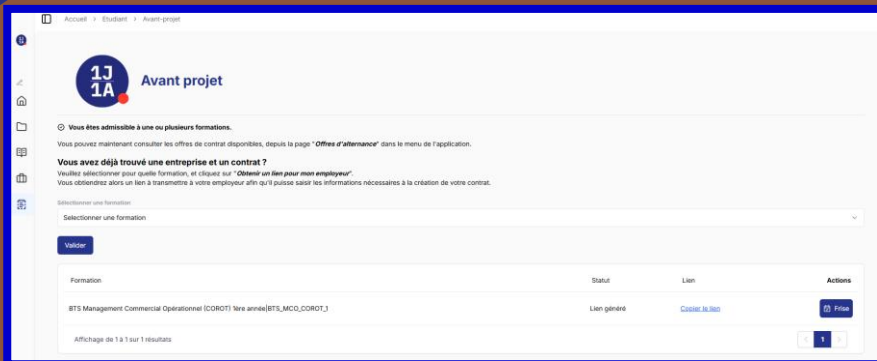 Accueil > Etudiant > Avant-projet
1J
1A
Avant projet
Vous êtes admissible à une ou plusieurs formations.
Vous pouvez maintenant consulter les offres de contrat disponibles, depuis la page "Offres d'alternance" dans le menu de l'application.
Vous avez déjà trouvé une entreprise et un contrat ?
Veuillez sélectionner pour quelle formation, et cliquez sur "Obtenir un lien pour mon employeur".
Vous obtiendrez alors un lien à transmettre à votre employeur afin qu'il puisse saisir les informations nécessaires à la création de votre contrat.
Sélectionner une formation
Selectionner une formation
Valider
Formation Statut Lien Actions
BTS Management Commercial Opérationnel (COROT) 1ère année|BTS_MCO_COROT_1 Lien généré Copier le lien Frise
Affichage de 1 à 1 sur 1 résultats < 1 >